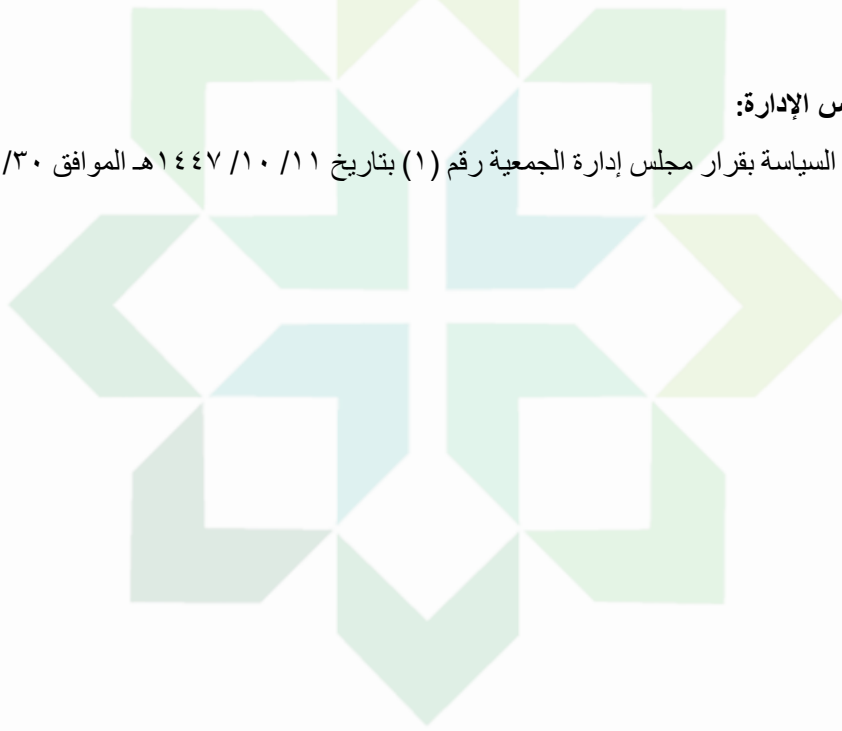 س الإدارة:
السياسة بقرار مجلس إدارة الجمعية رقم (١) بتاريخ ١١/ ١٠/ ١٤٤٧هـ الموافق ٣٠/